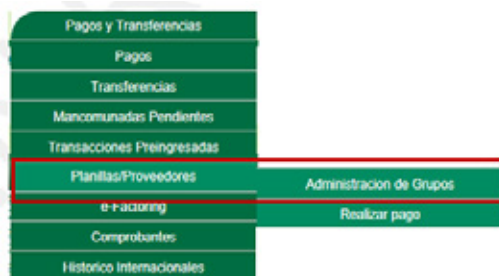 Pagos y Transferencias
Pagos
Transferencias
Mancomunadas Pendientes
Transacciones Preingresadas
Planillas/Proveedores
Administracion de Grupos
e-Factoring
Realizar pago
Comprobantes
Historico Internacionales